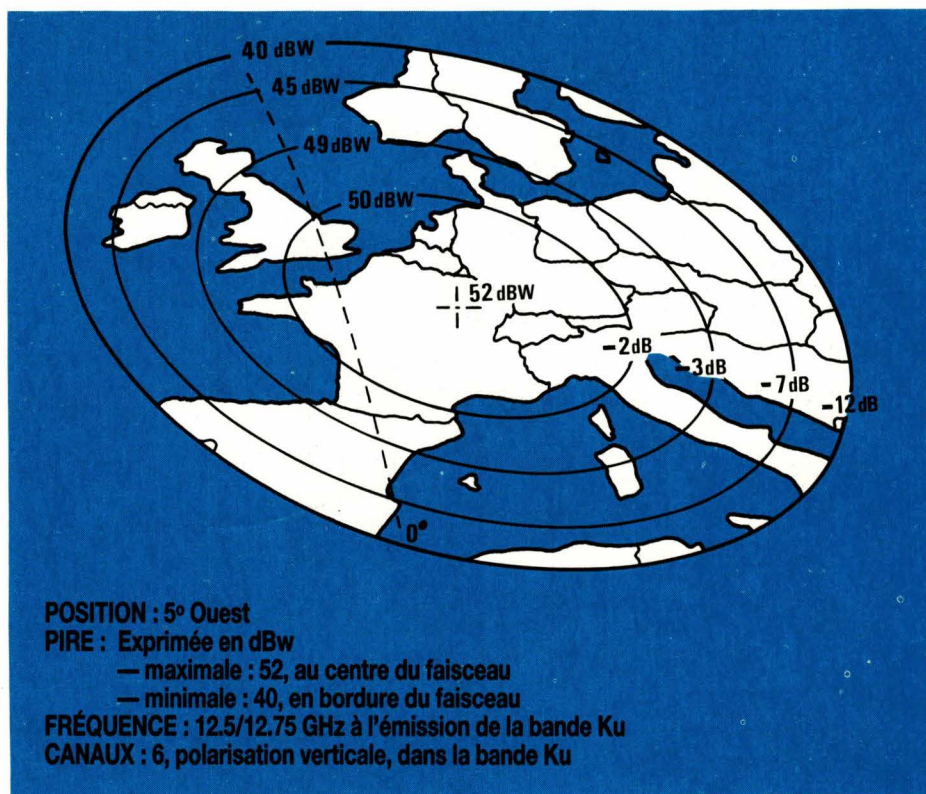 40 dBW
45 dBW
49 dBW
50 dBW
52 dBW
-2 dB
-3 dB
-7 dB
-12 dB
0°
POSITION : 5º Ouest
PIRE : Exprimée en dBw
— maximale : 52, au centre du faisceau
— minimale : 40, en bordure du faisceau
FRÉQUENCE : 12.5/12.75 GHz à l'émission de la bande Ku
CANAUX : 6, polarisation verticale, dans la bande Ku